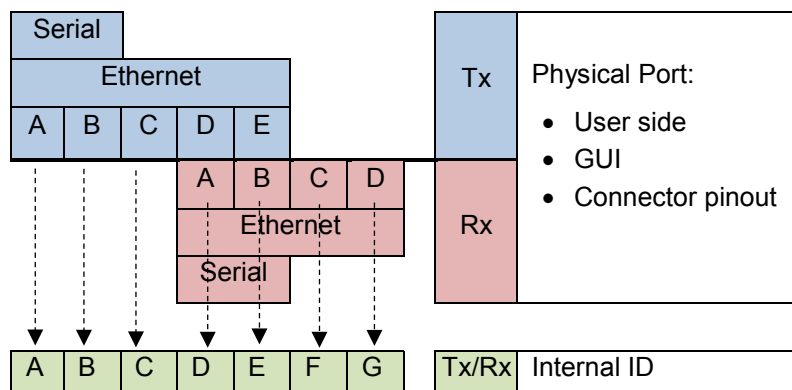 Serial
Ethernet
A B C D E
A B C D
Ethernet
Serial
A B C D E F G
Tx
Rx
Physical Port:
• User side
• GUI
• Connector pinout
Tx/Rx Internal ID